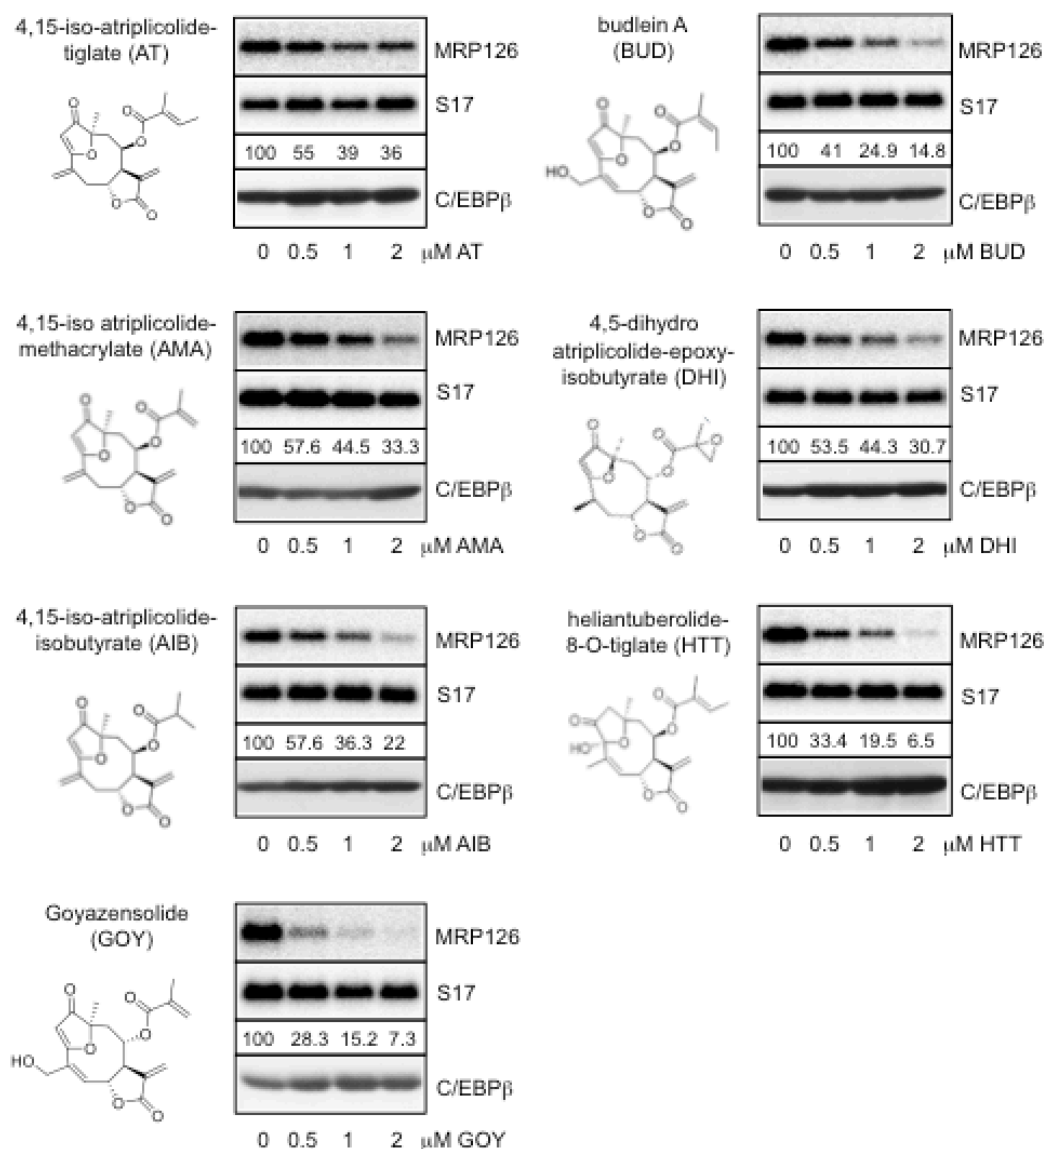 4,15-iso-atriplicolide-
tiglate (AT)
MRP126
S17
100 55 39 36
C/EBPβ
0 0.5 1 2 μM AT
budlein A
(BUD)
MRP126
S17
100 41 24.9 14.8
C/EBPβ
0 0.5 1 2 μM BUD
O
O
O
O
O
O
O
O
O
HO
O
O
O
4,15-iso atriplicolide-
methacrylate (AMA)
MRP126
S17
100 57.6 44.5 33.3
C/EBPβ
0 0.5 1 2 μM AMA
4,5-dihydro
atriplicolide-epoxy-
isobutyrate (DHI)
MRP126
S17
100 53.5 44.3 30.7
C/EBPβ
0 0.5 1 2 μM DHI
O
O
O
O
O
O
O
O
O
O
O
O
O
4,15-iso-atriplicolide-
isobutyrate (AIB)
MRP126
S17
100 57.6 36.3 22
C/EBPβ
0 0.5 1 2 μM AIB
heliantuberolide-
8-O-tiglate (HTT)
MRP126
S17
100 33.4 19.5 6.5
C/EBPβ
0 0.5 1 2 μM HTT
O
O
O
O
O
O
O
O
O
HO
O
O
O
Goyazensolide
(GOY)
MRP126
S17
100 28.3 15.2 7.3
C/EBPβ
0 0.5 1 2 μM GOY
O
O
O
O
HO
O
O